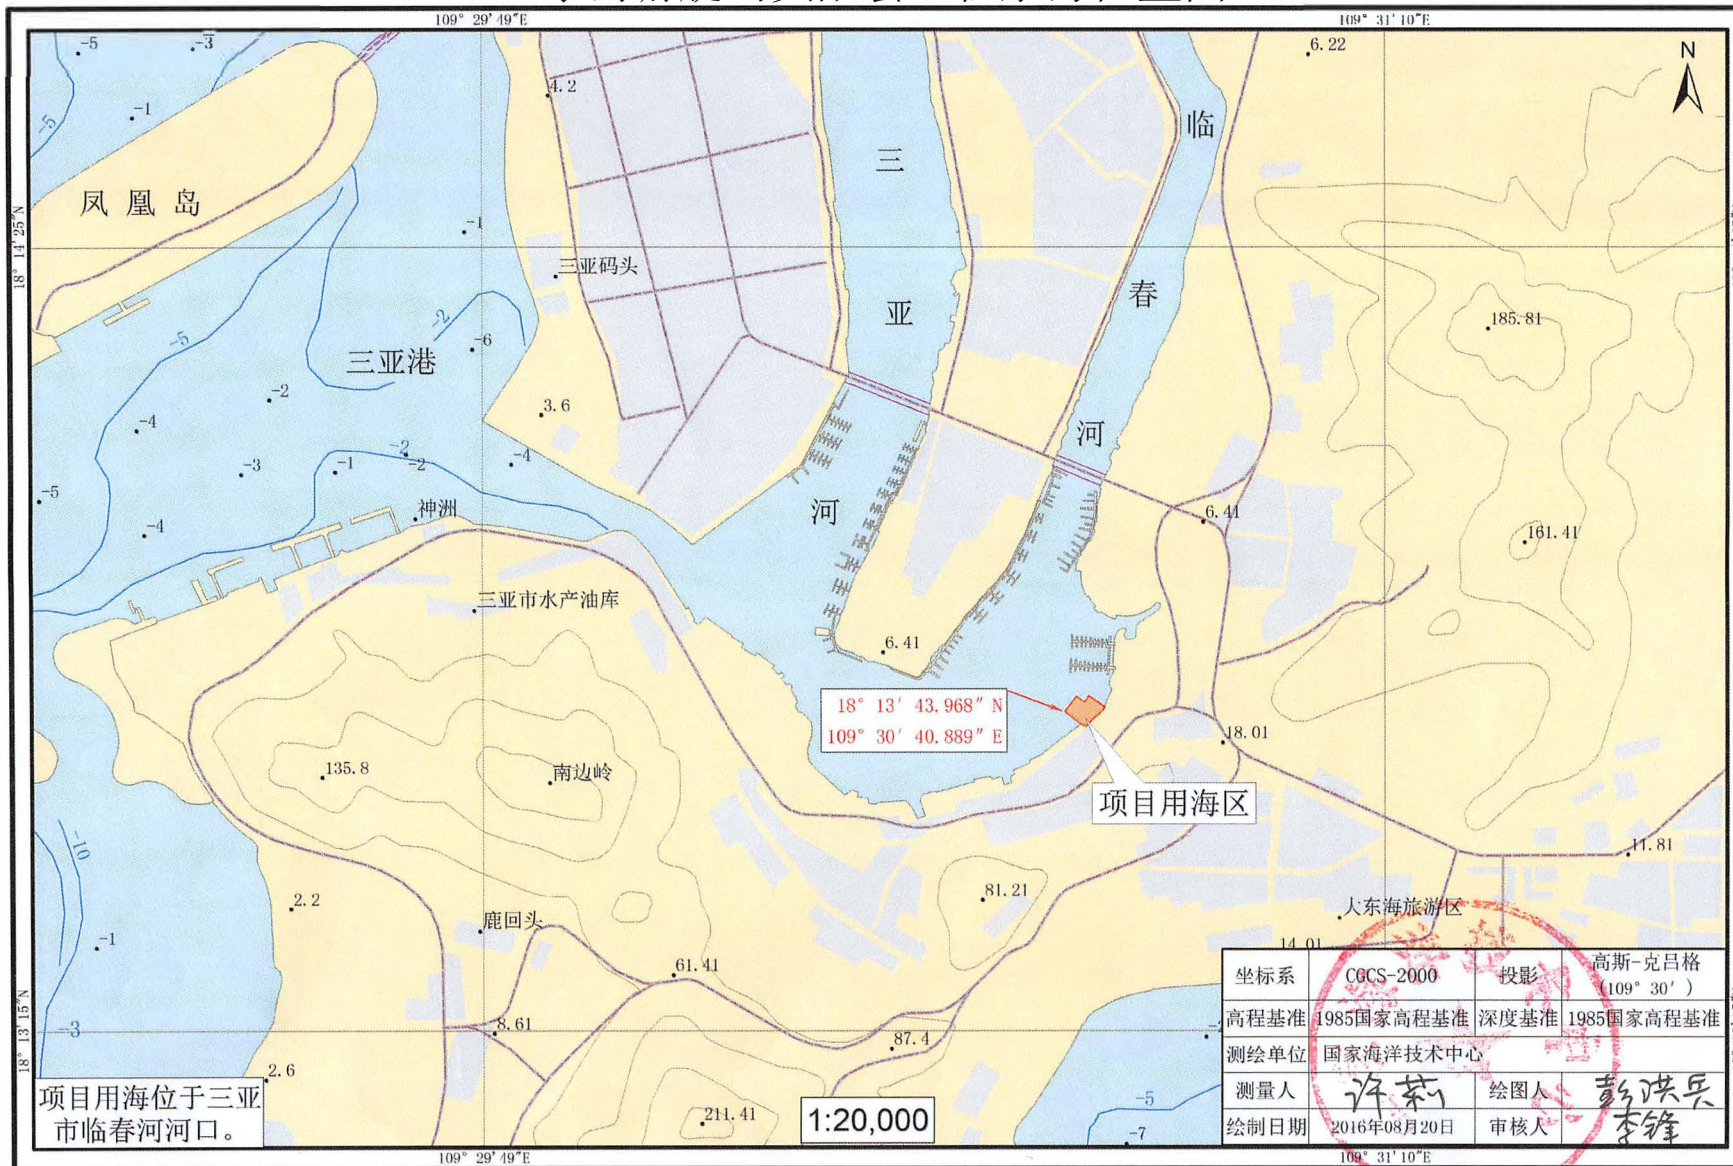 109° 29′49″E
109° 31′10″E
-5
-3
4.2
6.22
N
-1
-5
临
三
凤凰岛
18° 14′25″N
-1
三亚码头
春
亚
-2
185.81
-5
-6
三亚港
-2
3.6
-4
河
-2
-4
-2
-3
-1
-5
神洲
河
6.41
-4
161.41
三亚市水产油库
6.41
18° 13′ 43.968″ N
109° 30′ 40.889″ E
18.01
135.8
南边岭
项目用海区
-10
11.81
81.21
2.2
大东海旅游区
鹿回头
-1
14.01
61.41
坐标系 CGCS-2000 投影 高斯-克吕格
(109° 30′)
18° 13′15″N
-3
8.61
87.4
高程基准 1985国家高程基准 深度基准 1985国家高程基准
测绘单位 国家海洋技术中心
2.6
项目用海位于三亚
市临春河河口。
211.41
1:20,000
-5
-7
测量人 许莉 绘图人 彭洪兵
绘制日期 2016年08月20日 审核人 李锋
109° 29′49″E
109° 31′10″E